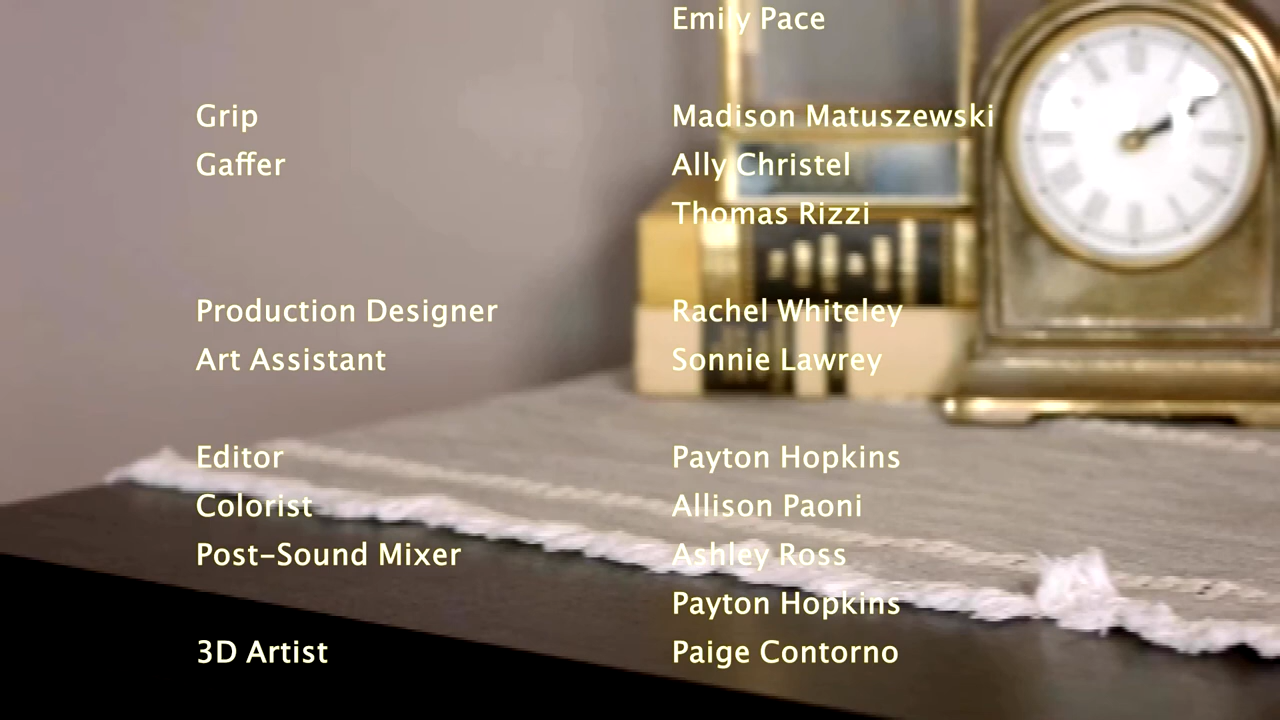 Emily Pace
Grip Madison Matuszewski
Gaffer Ally Christel
Thomas Rizzi
Production Designer Rachel Whiteley
Art Assistant Sonnie Lawrey
Editor Payton Hopkins
Colorist Allison Paoni
Post-Sound Mixer Ashley Ross
Payton Hopkins
3D Artist Paige Contorno